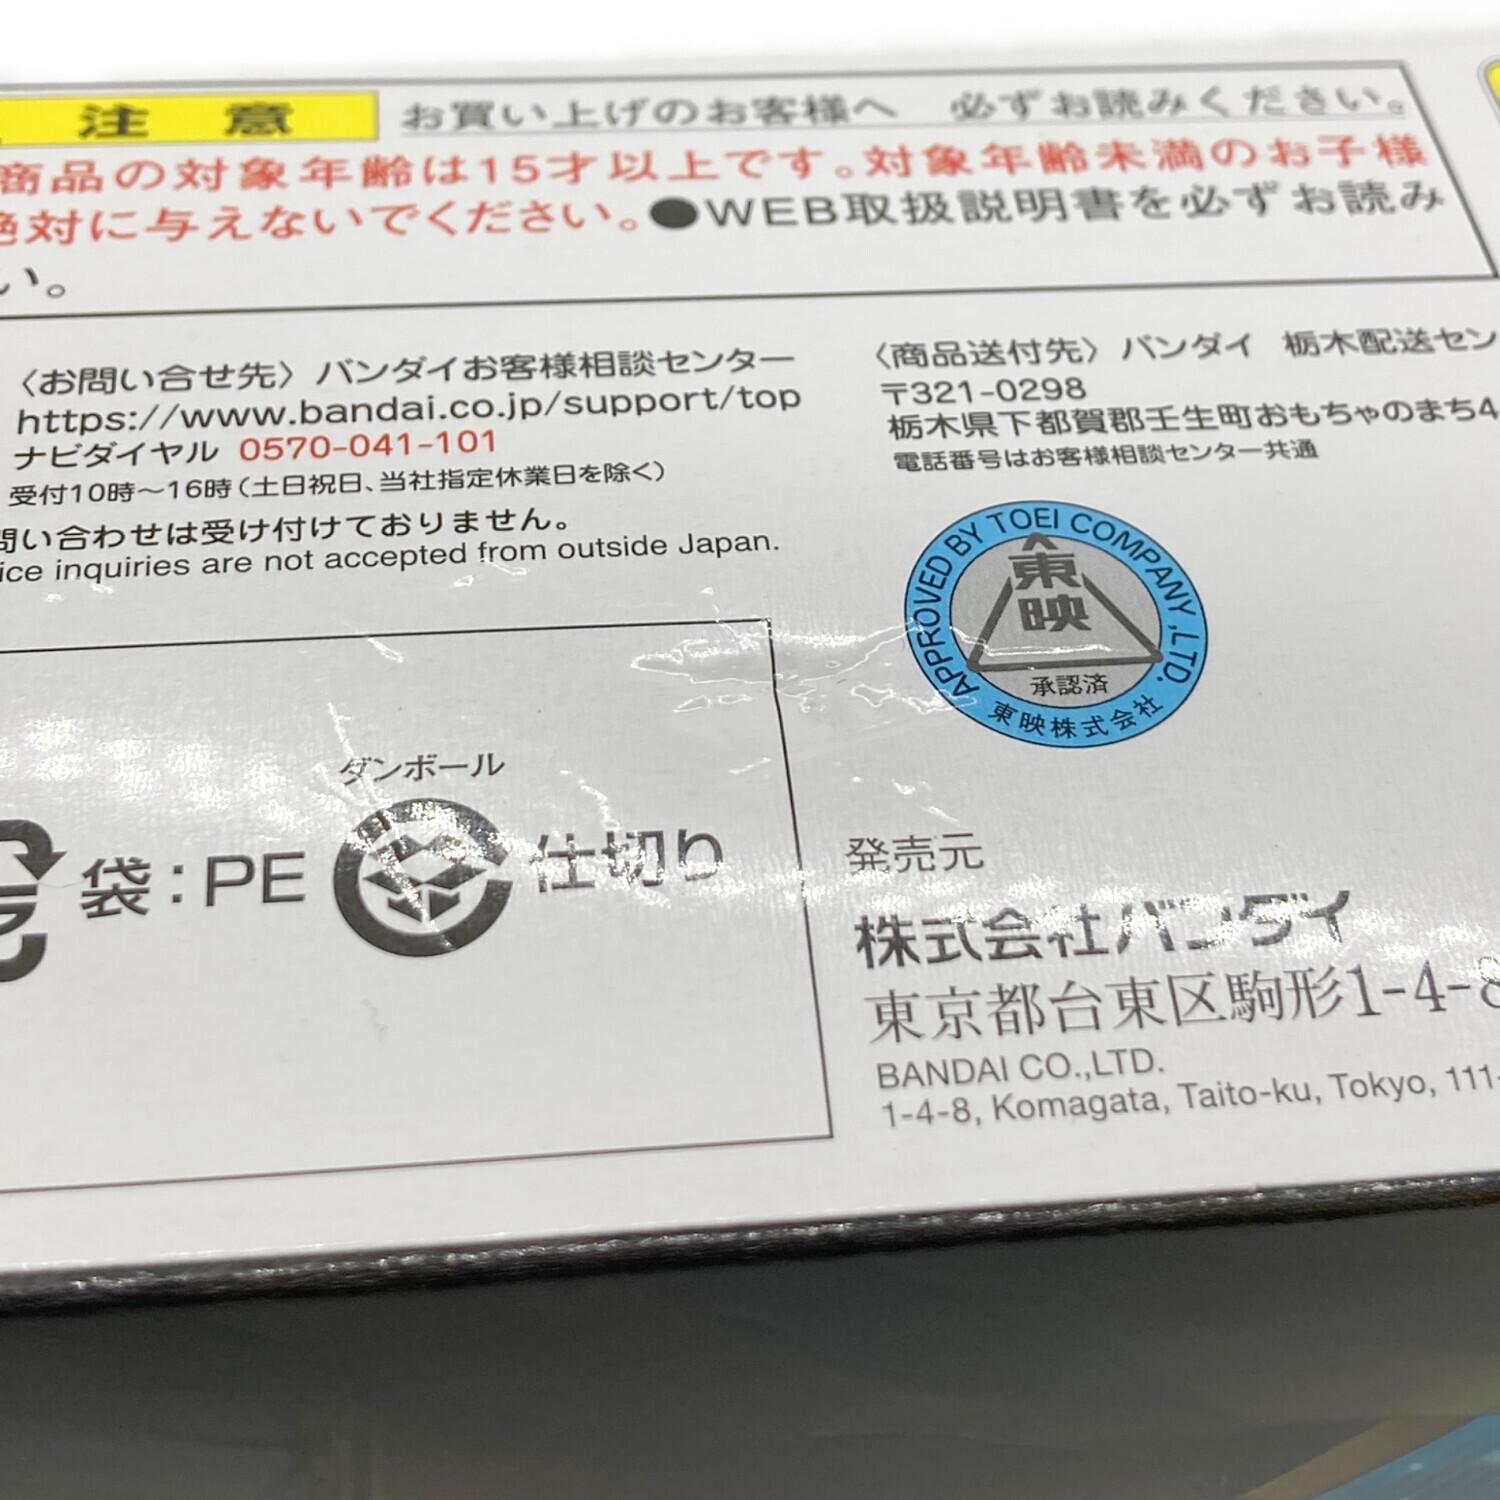 注意 お買い上げのお客様へ 必ずお読みください。
商品の対象年齢は15才以上です。対象年齢未満のお子様
絶対に与えないでください。●WEB取扱説明書を必ずお読み
い。
〈お問い合せ先〉バンダイお客様相談センター
https://www.bandai.co.jp/support/top
ナビダイヤル 0570-041-101
受付10時〜16時(土日祝日、当社指定休業日を除く)
問い合わせは受け付けておりません。
ice inquiries are not accepted from outside Japan.
〈商品送付先〉バンダイ 栃木配送セン
〒321-0298
栃木県下都賀郡壬生町おもちゃのまち4
電話番号はお客様相談センター共通
APPROVED BY TOEI COMPANY, LTD.
東映
承認済
東映株式会社
ダンボール
袋:PE 仕切り
発売元
株式会社バンダイ
東京都台東区駒形1-4-8
BANDAI CO.,LTD.
1-4-8, Komagata, Taito-ku, Tokyo, 111-